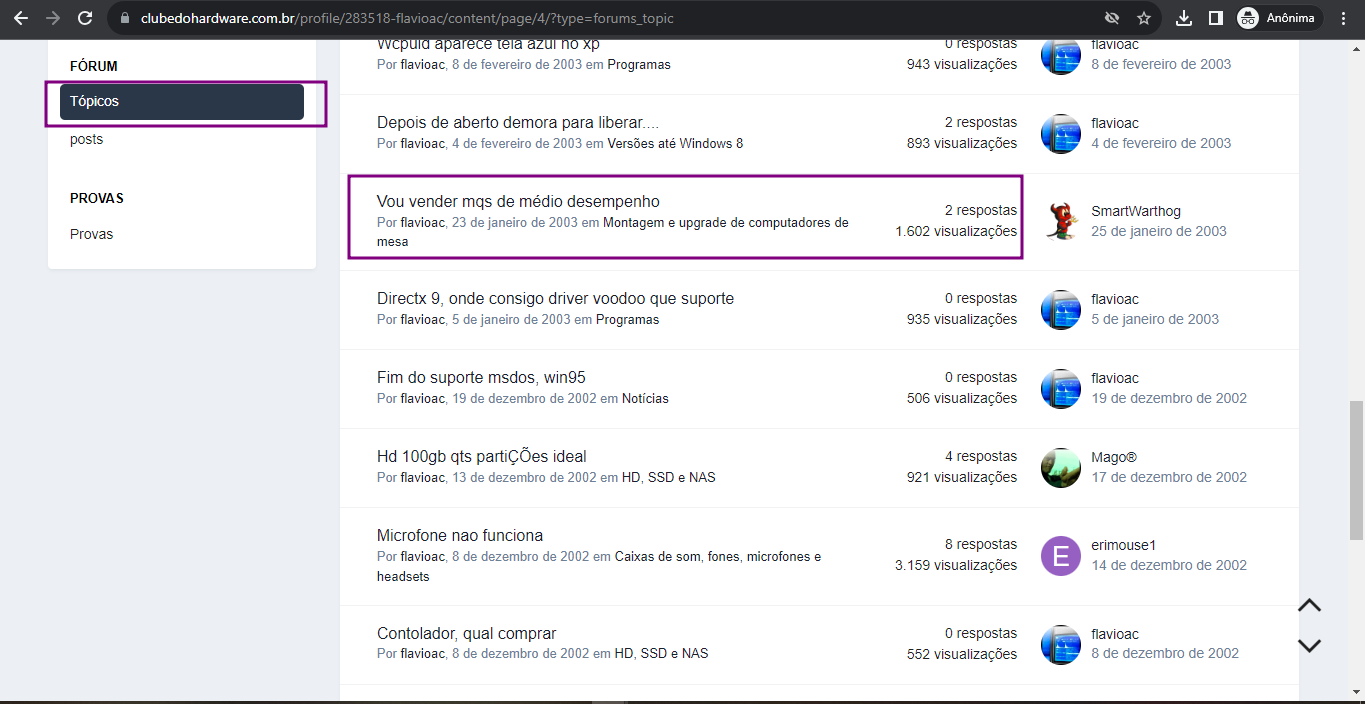 clubedohardware.com.br/profile/283518-flavioac/content/page/4/?type=forums_topic
Anônima
FÓRUM
Tópicos
posts
PROVAS
Provas
Wcpuid aparece tela azul no xp
Por flavioac, 8 de fevereiro de 2003 em Programas
0 respostas
943 visualizações
flavioac
8 de fevereiro de 2003
Depois de aberto demora para liberar....
Por flavioac, 4 de fevereiro de 2003 em Versões até Windows 8
2 respostas
893 visualizações
flavioac
4 de fevereiro de 2003
Vou vender mqs de médio desempenho
Por flavioac, 23 de janeiro de 2003 em Montagem e upgrade de computadores de
mesa
2 respostas
1.602 visualizações
SmartWarthog
25 de janeiro de 2003
Directx 9, onde consigo driver voodoo que suporte
Por flavioac, 5 de janeiro de 2003 em Programas
0 respostas
935 visualizações
flavioac
5 de janeiro de 2003
Fim do suporte msdos, win95
Por flavioac, 19 de dezembro de 2002 em Notícias
0 respostas
506 visualizações
flavioac
19 de dezembro de 2002
Hd 100gb qts partiÇÕes ideal
Por flavioac, 13 de dezembro de 2002 em HD, SSD e NAS
4 respostas
921 visualizações
Mago®
17 de dezembro de 2002
Microfone nao funciona
Por flavioac, 8 de dezembro de 2002 em Caixas de som, fones, microfones e
headsets
8 respostas
3.159 visualizações
E
erimouse1
14 de dezembro de 2002
Contolador, qual comprar
Por flavioac, 8 de dezembro de 2002 em HD, SSD e NAS
0 respostas
552 visualizações
flavioac
8 de dezembro de 2002